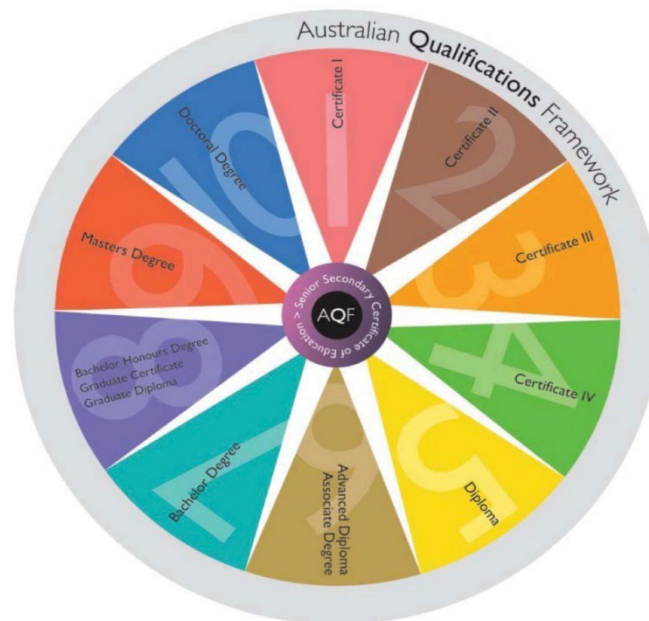 Australian Qualifications Framework
1
Certificate I
2
Certificate II
3
Certificate III
4
Certificate IV
5
Diploma
6
Advanced Diploma
Associate Degree
7
Bachelor Degree
8
Bachelor Honours Degree
Graduate Certificate
Graduate Diploma
9
Masters Degree
10
Doctoral Degree
AQF
Senior Secondary Certificate of Education >